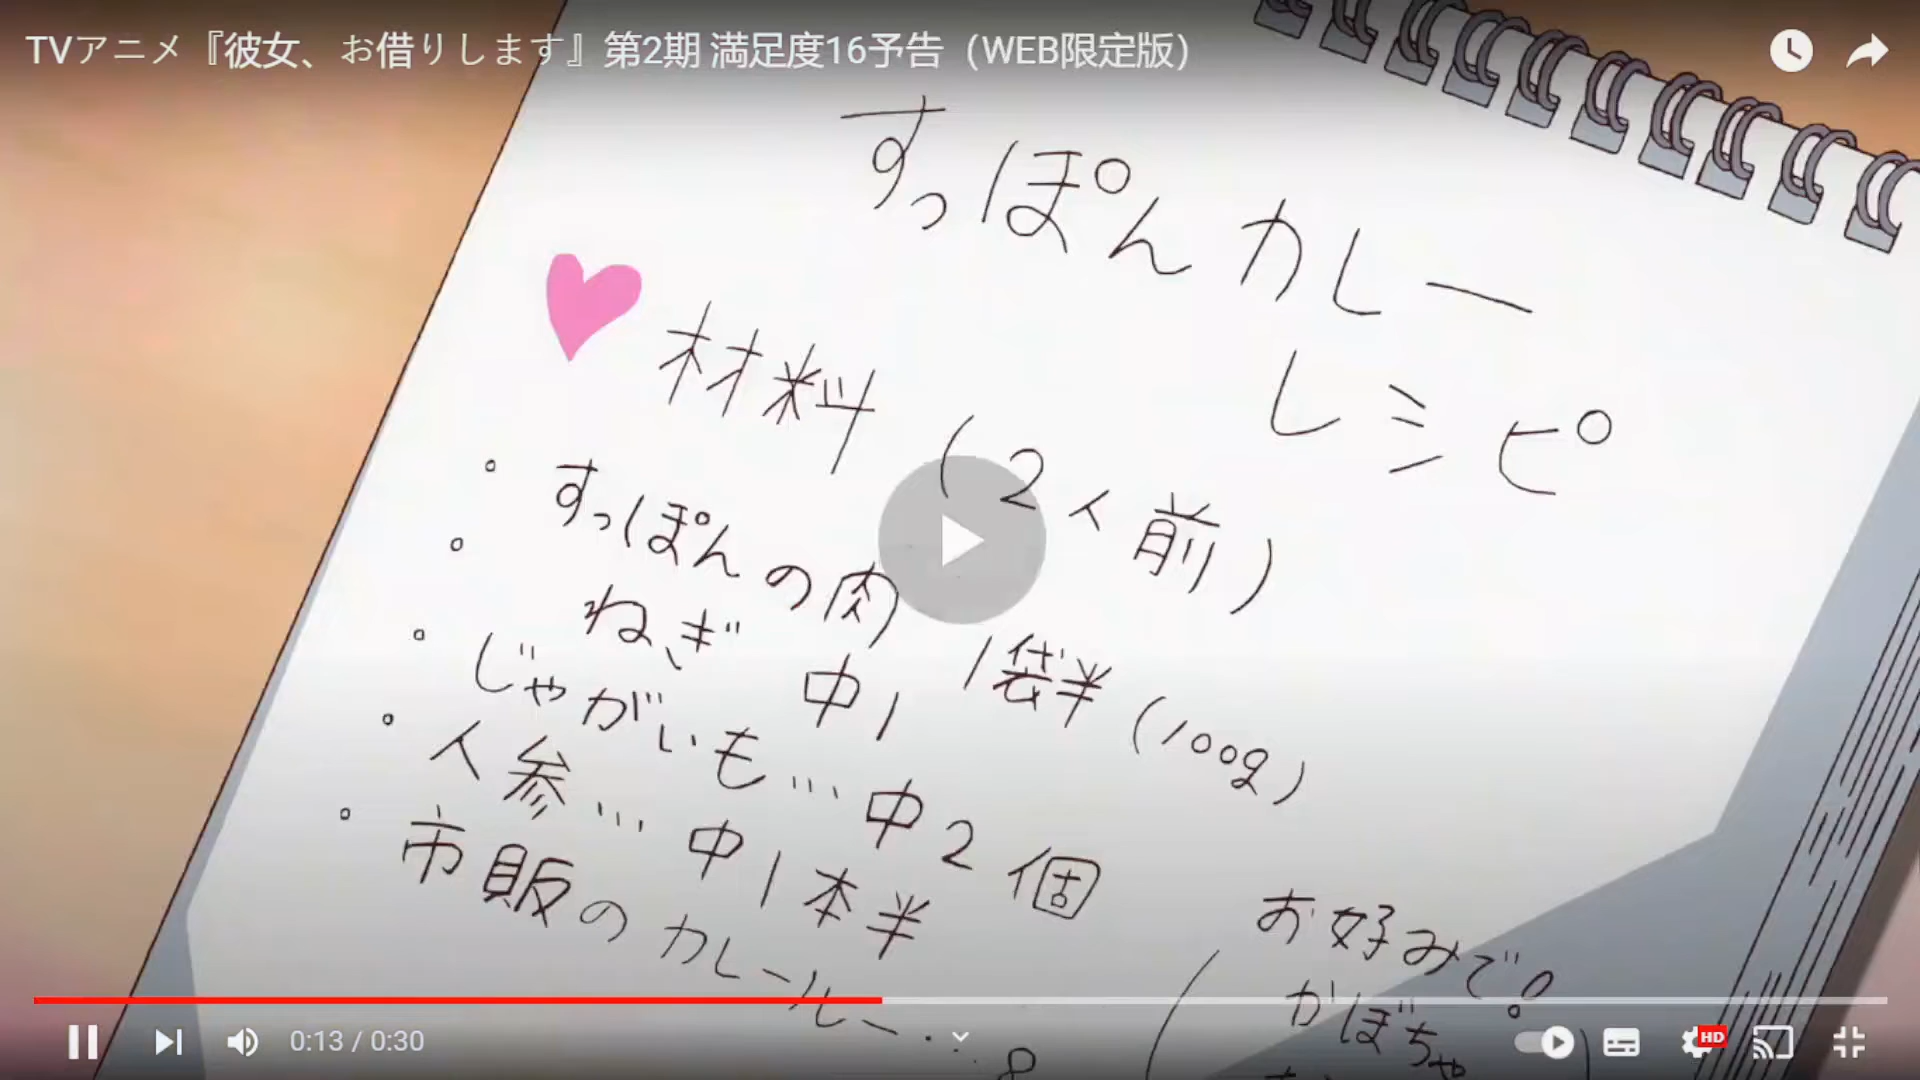 TVアニメ『彼女、お借りします』第2期 満足度16予告（WEB限定版）
すっぽんカレー
レシピ
材料（2人前）
・すっぽんの肉 1袋半（100g）
・ねぎ 中1
・じゃがいも…中2個
・人参…中1本半
・市販のカレールー…
お好みで!
かぼちゃ
0:13 / 0:30
HD